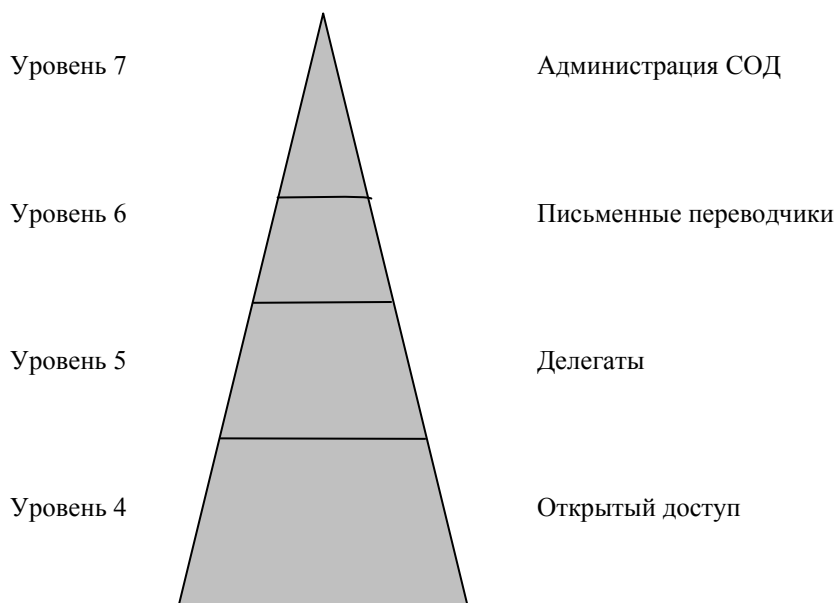 Уровень 7 Администрация СОД
Уровень 6 Письменные переводчики
Уровень 5 Делегаты
Уровень 4 Открытый доступ